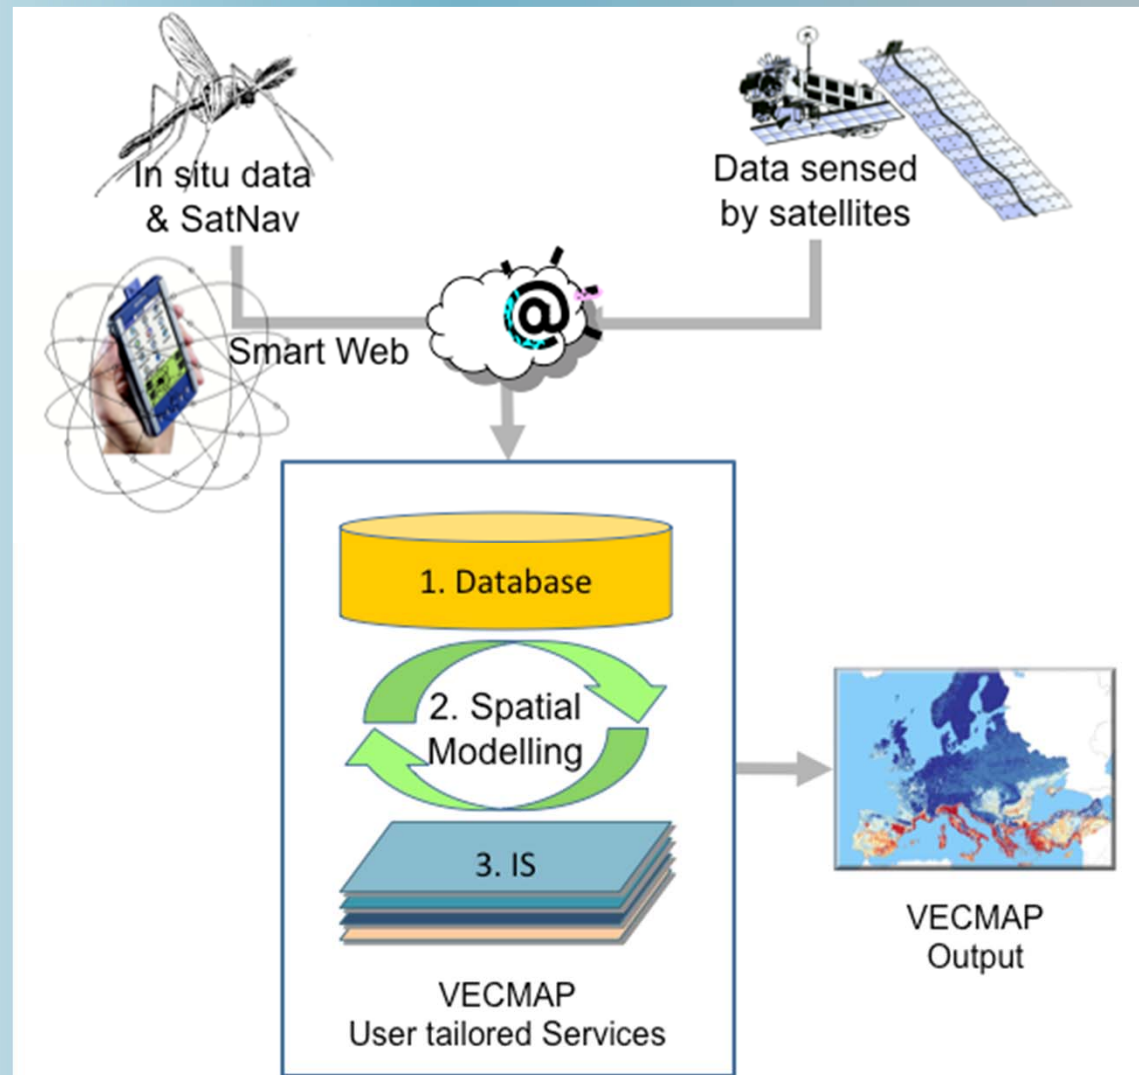 In situ data
& SatNav
Data sensed
by satellites
@
Smart Web
1. Database
2. Spatial
Modelling
3. IS
VECMAP
User tailored Services
VECMAP
Output